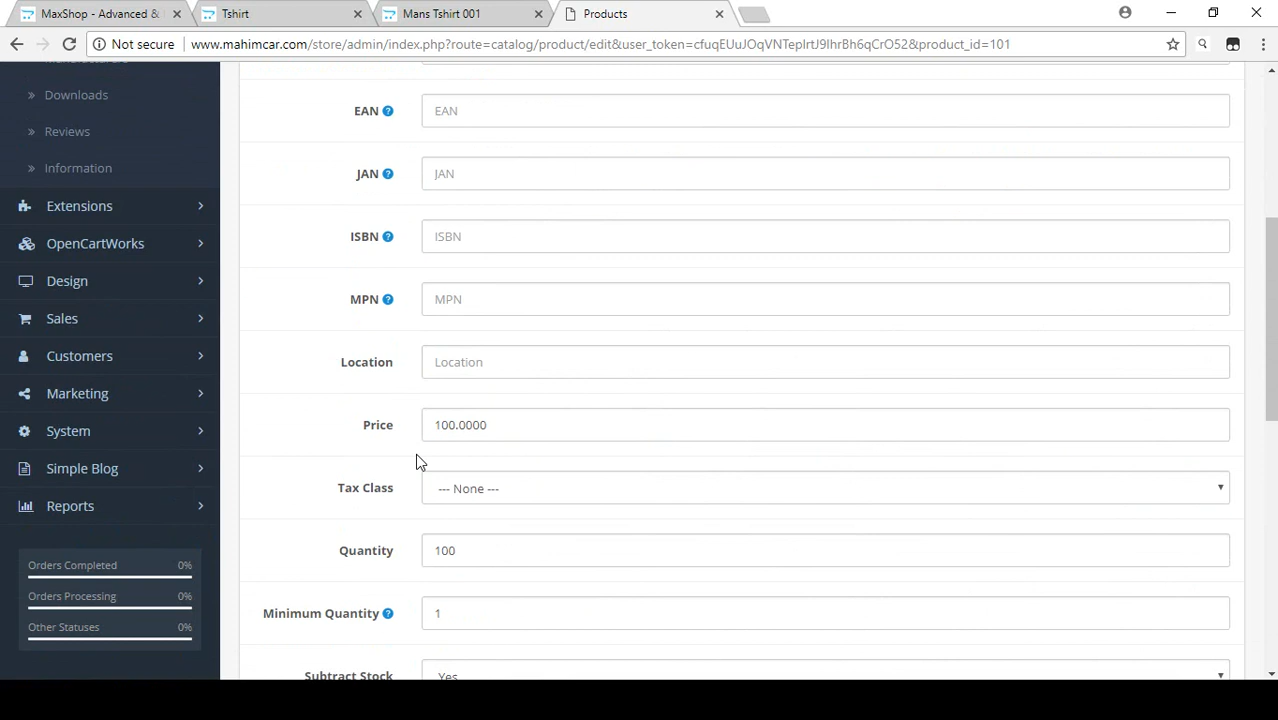 MaxShop - Advanced &
Tshirt
Mans Tshirt 001
Products
Not secure
www.mahimcar.com/store/admin/index.php?route=catalog/product/edit&user_token=cfuqEUuJOqVNTepIrtJ9IhrBh6qCrO52&product_id=101
Downloads
Reviews
Information
Extensions
OpenCartWorks
Design
Sales
Customers
Marketing
System
Simple Blog
Reports
Orders Completed 0%
Orders Processing 0%
Other Statuses 0%
EAN EAN
JAN JAN
ISBN ISBN
MPN MPN
Location Location
Price 100.0000
Tax Class --- None ---
Quantity 100
Minimum Quantity 1
Subtract Stock Yes